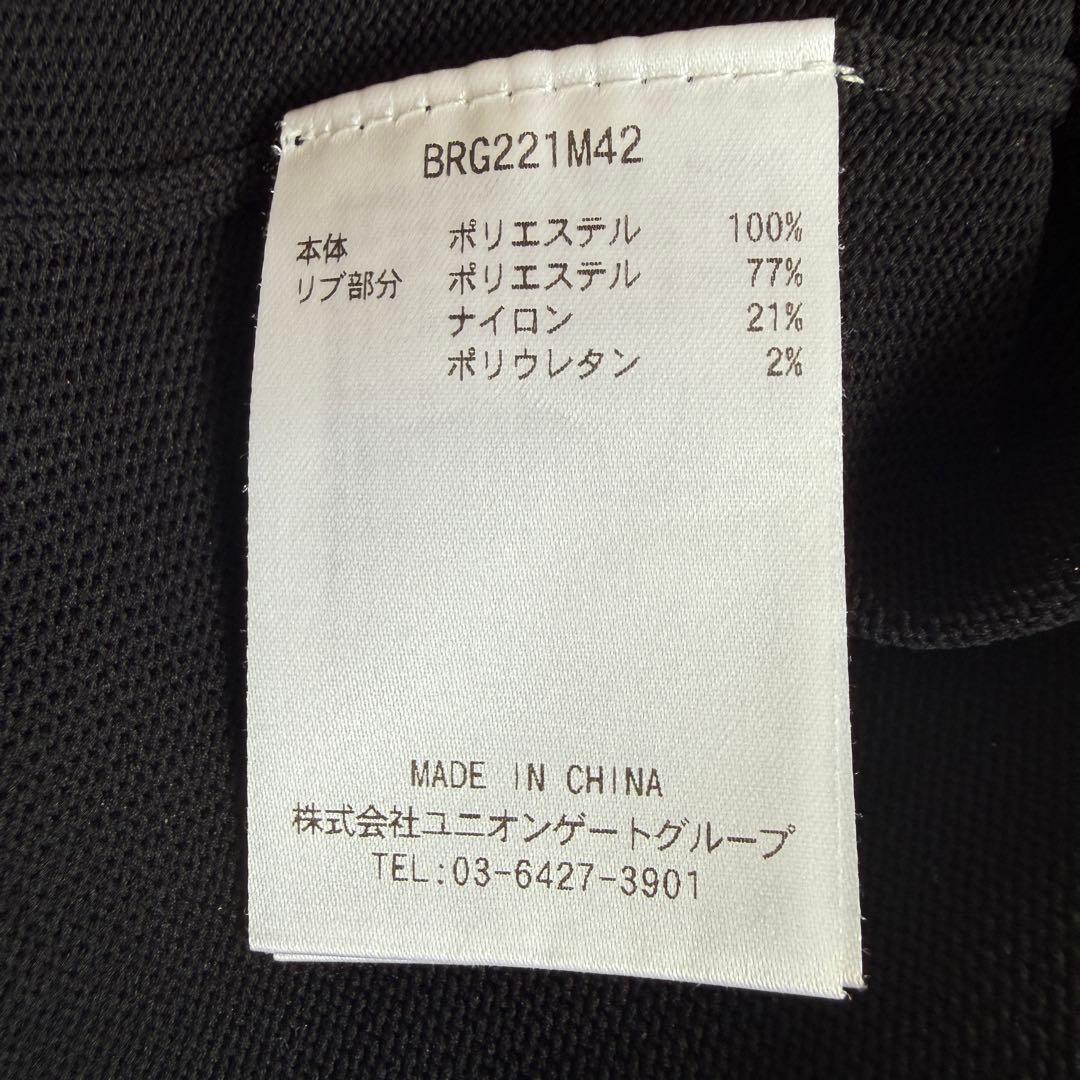 BRG221M42
本体 ポリエステル 100%
リブ部分 ポリエステル 77%
ナイロン 21%
ポリウレタン 2%
MADE IN CHINA
株式会社ユニオンゲートグループ
TEL:03-6427-3901